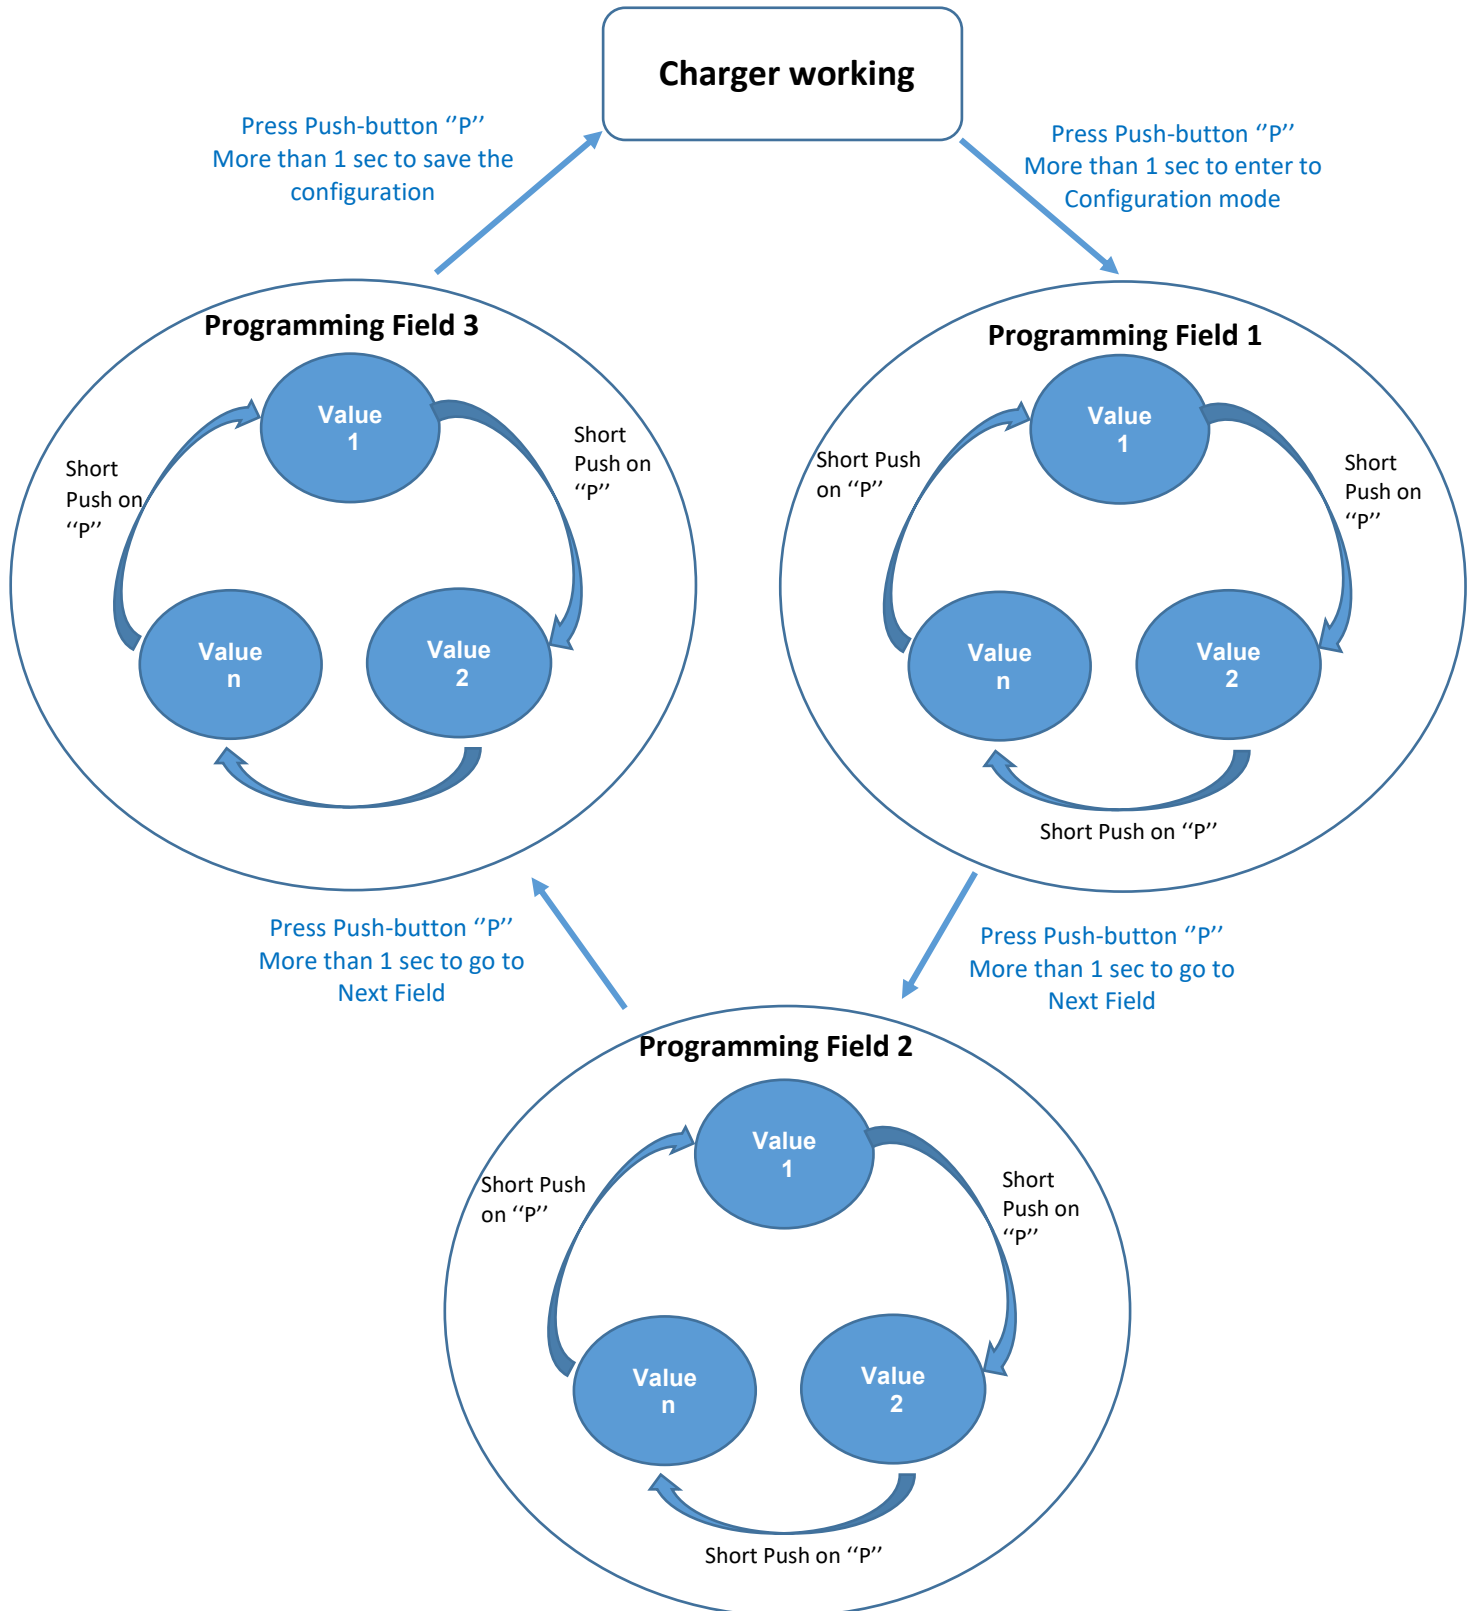 Charger working
Press Push-button ‘’P’’
More than 1 sec to save the
configuration
Press Push-button ‘’P’’
More than 1 sec to enter to
Configuration mode
Programming Field 3
Value
1
Short
Push on
‘‘P’’
Short
Push on
‘‘P’’
Value
n
Value
2
Programming Field 1
Value
1
Short Push
on ‘‘P’’
Short
Push on
‘‘P’’
Value
n
Value
2
Short Push on ‘‘P’’
Press Push-button ‘’P’’
More than 1 sec to go to
Next Field
Press Push-button ‘’P’’
More than 1 sec to go to
Next Field
Programming Field 2
Value
1
Short Push
on ‘‘P’’
Short
Push on
‘‘P’’
Value
n
Value
2
Short Push on ‘‘P’’